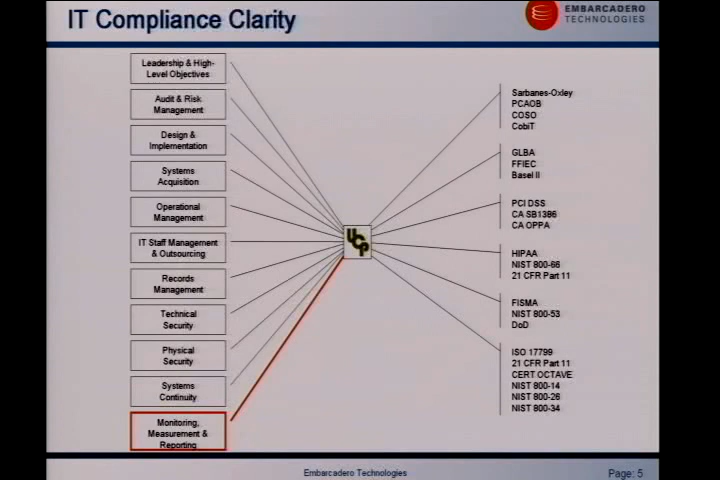 IT Compliance Clarity
EMBARCADERO
TECHNOLOGIES
Leadership & High-
Level Objectives
Audit & Risk
Management
Design &
Implementation
Systems
Acquisition
Operational
Management
IT Staff Management
& Outsourcing
Records
Management
Technical
Security
Physical
Security
Systems
Continuity
Monitoring,
Measurement &
Reporting
UCP
Sarbanes-Oxley
PCAOB
COSO
CobiT
GLBA
FFIEC
Basel II
PCI DSS
CA SB1386
CA OPPA
HIPAA
NIST 800-66
21 CFR Part 11
FISMA
NIST 800-53
DoD
ISO 17799
21 CFR Part 11
CERT OCTAVE
NIST 800-14
NIST 800-26
NIST 800-34
Embarcadero Technologies
Page: 5